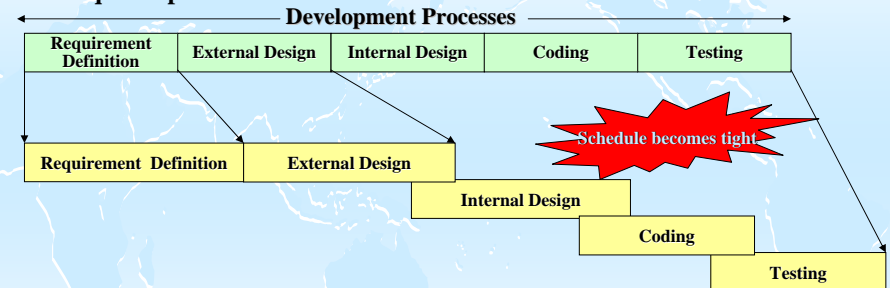 Development Processes
Requirement
Definition
External Design
Internal Design
Coding
Testing
Schedule becomes tight
Requirement Definition
External Design
Internal Design
Coding
Testing